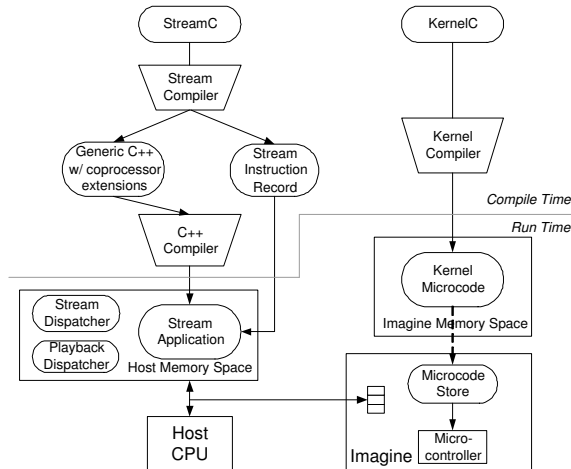 StreamC
KernelC
Stream
Compiler
Kernel
Compiler
Generic C++
w/ coprocessor
extensions
Stream
Instruction
Record
Compile Time
Run Time
C++
Compiler
Kernel
Microcode
Imagine Memory Space
Stream
Dispatcher
Stream
Application
Playback
Dispatcher
Host Memory Space
Microcode
Store
Host
CPU
Micro-
controller
Imagine